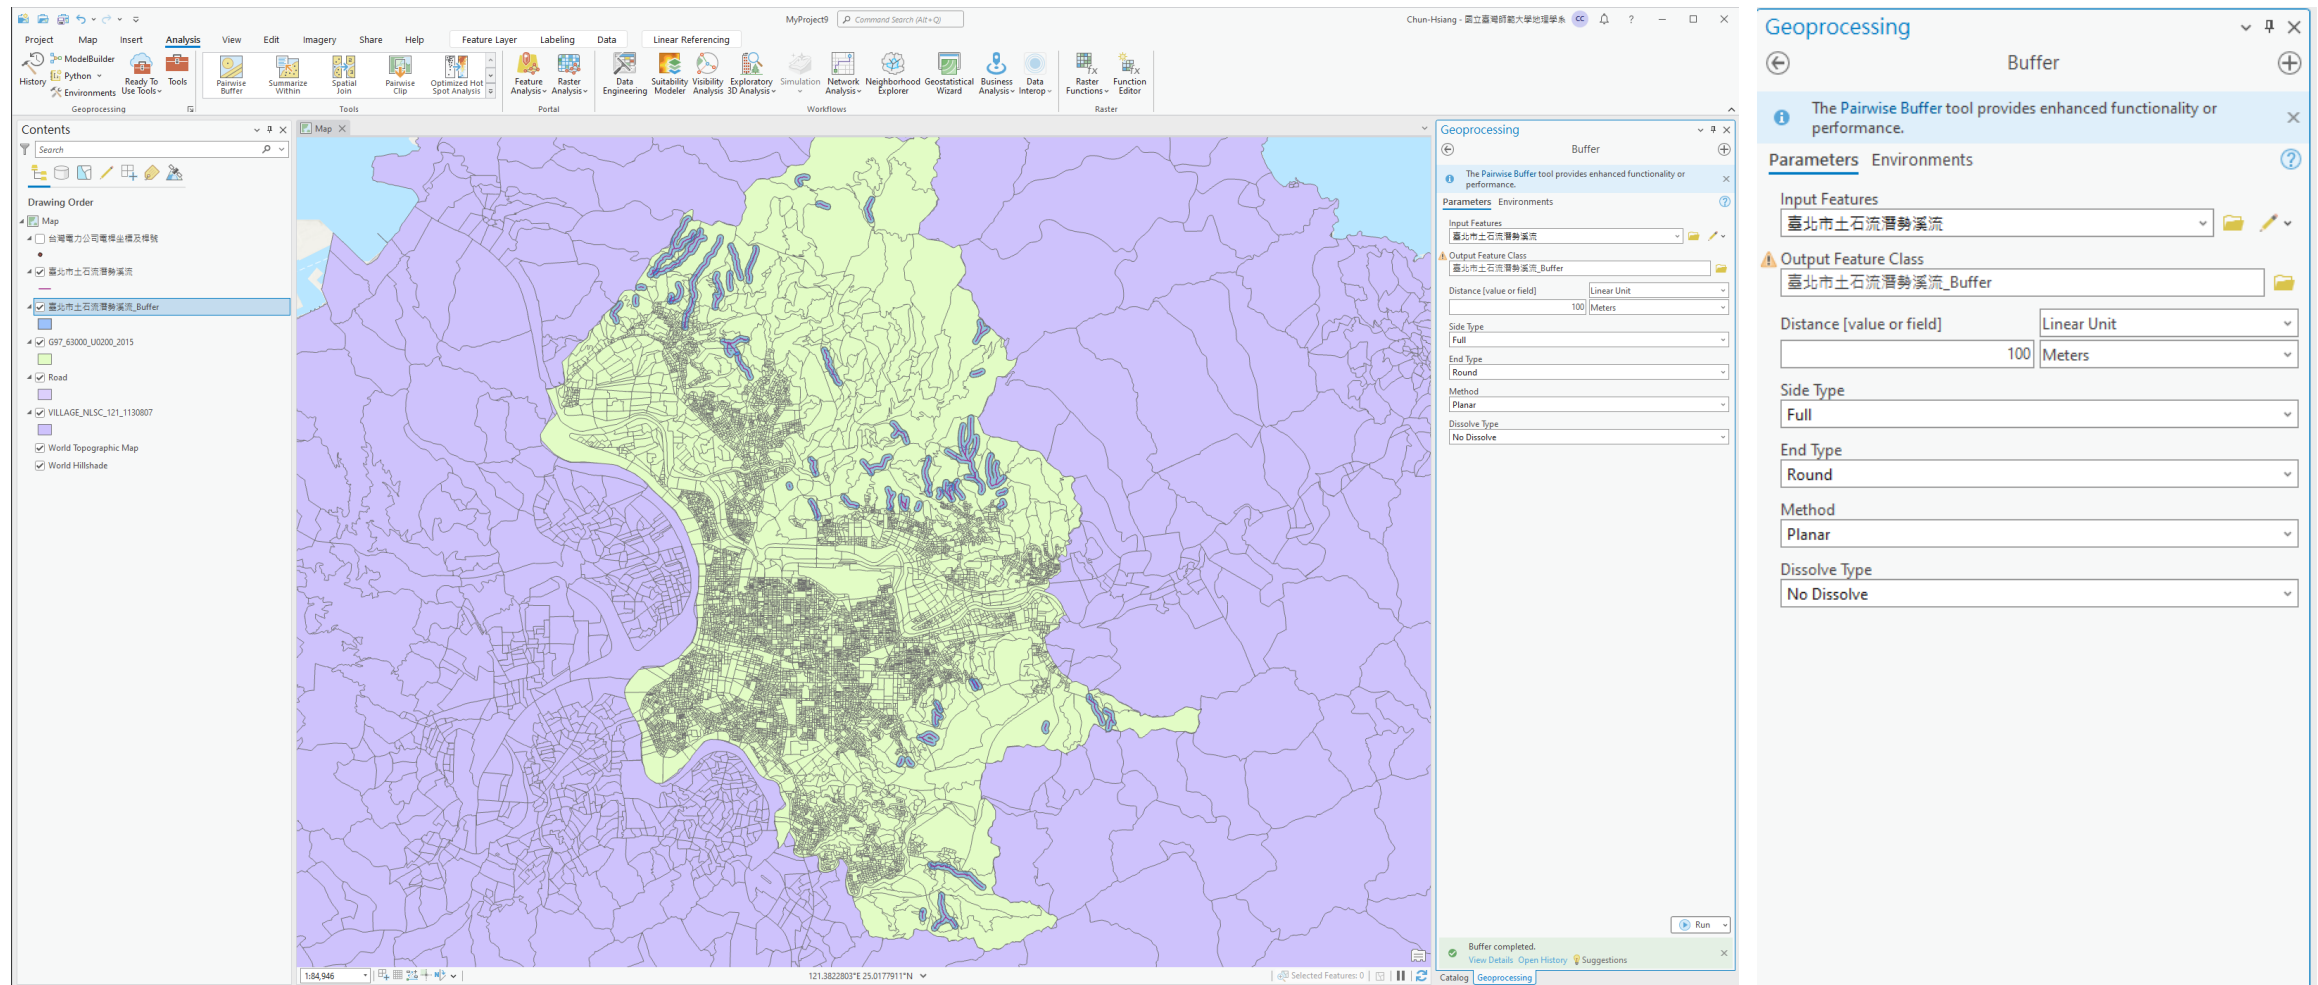 MyProject9
Command Search (Alt+Q)
Chun-Hsiang - 國立臺灣師範大學地理學系
CC
?
Project Map Insert Analysis View Edit Imagery Share Help Feature Layer Labeling Data Linear Referencing
History
ModelBuilder
Python
Environments
Ready To Use Tools
Tools
Pairwise Buffer
Summarize Within
Spatial Join
Pairwise Clip
Optimized Hot Spot Analysis
Feature Analysis
Raster Analysis
Data Engineering
Suitability Modeler
Visibility Analysis
Exploratory 3D Analysis
Simulation
Network Analysis
Neighborhood Explorer
Geostatistical Wizard
Business Analysis
Data Interop
Raster Functions
Function Editor
Geoprocessing Tools Portal Workflows Raster
Contents
Search
Drawing Order
Map
台灣電力公司電桿坐標及桿號
臺北市土石流潛勢溪流
臺北市土石流潛勢溪流_Buffer
G97_63000_U0200_2015
Road
VILLAGE_NLSC_121_1130807
World Topographic Map
World Hillshade
Map
1:84,946
121.3822803°E 25.0177911°N
Selected Features: 0
Geoprocessing
Buffer
The Pairwise Buffer tool provides enhanced functionality or
performance.
Parameters Environments
Input Features
臺北市土石流潛勢溪流
Output Feature Class
臺北市土石流潛勢溪流_Buffer
Distance [value or field] Linear Unit
100 Meters
Side Type
Full
End Type
Round
Method
Planar
Dissolve Type
No Dissolve
Run
Buffer completed.
View Details Open History Suggestions
Catalog Geoprocessing
Geoprocessing
Buffer
The Pairwise Buffer tool provides enhanced functionality or
performance.
Parameters Environments
?
Input Features
臺北市土石流潛勢溪流
Output Feature Class
臺北市土石流潛勢溪流_Buffer
Distance [value or field] Linear Unit
100 Meters
Side Type
Full
End Type
Round
Method
Planar
Dissolve Type
No Dissolve